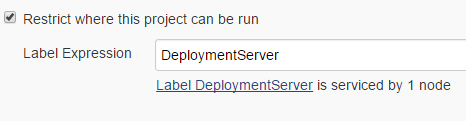 Restrict where this project can be run
Label Expression
DeploymentServer
Label DeploymentServer is serviced by 1 node